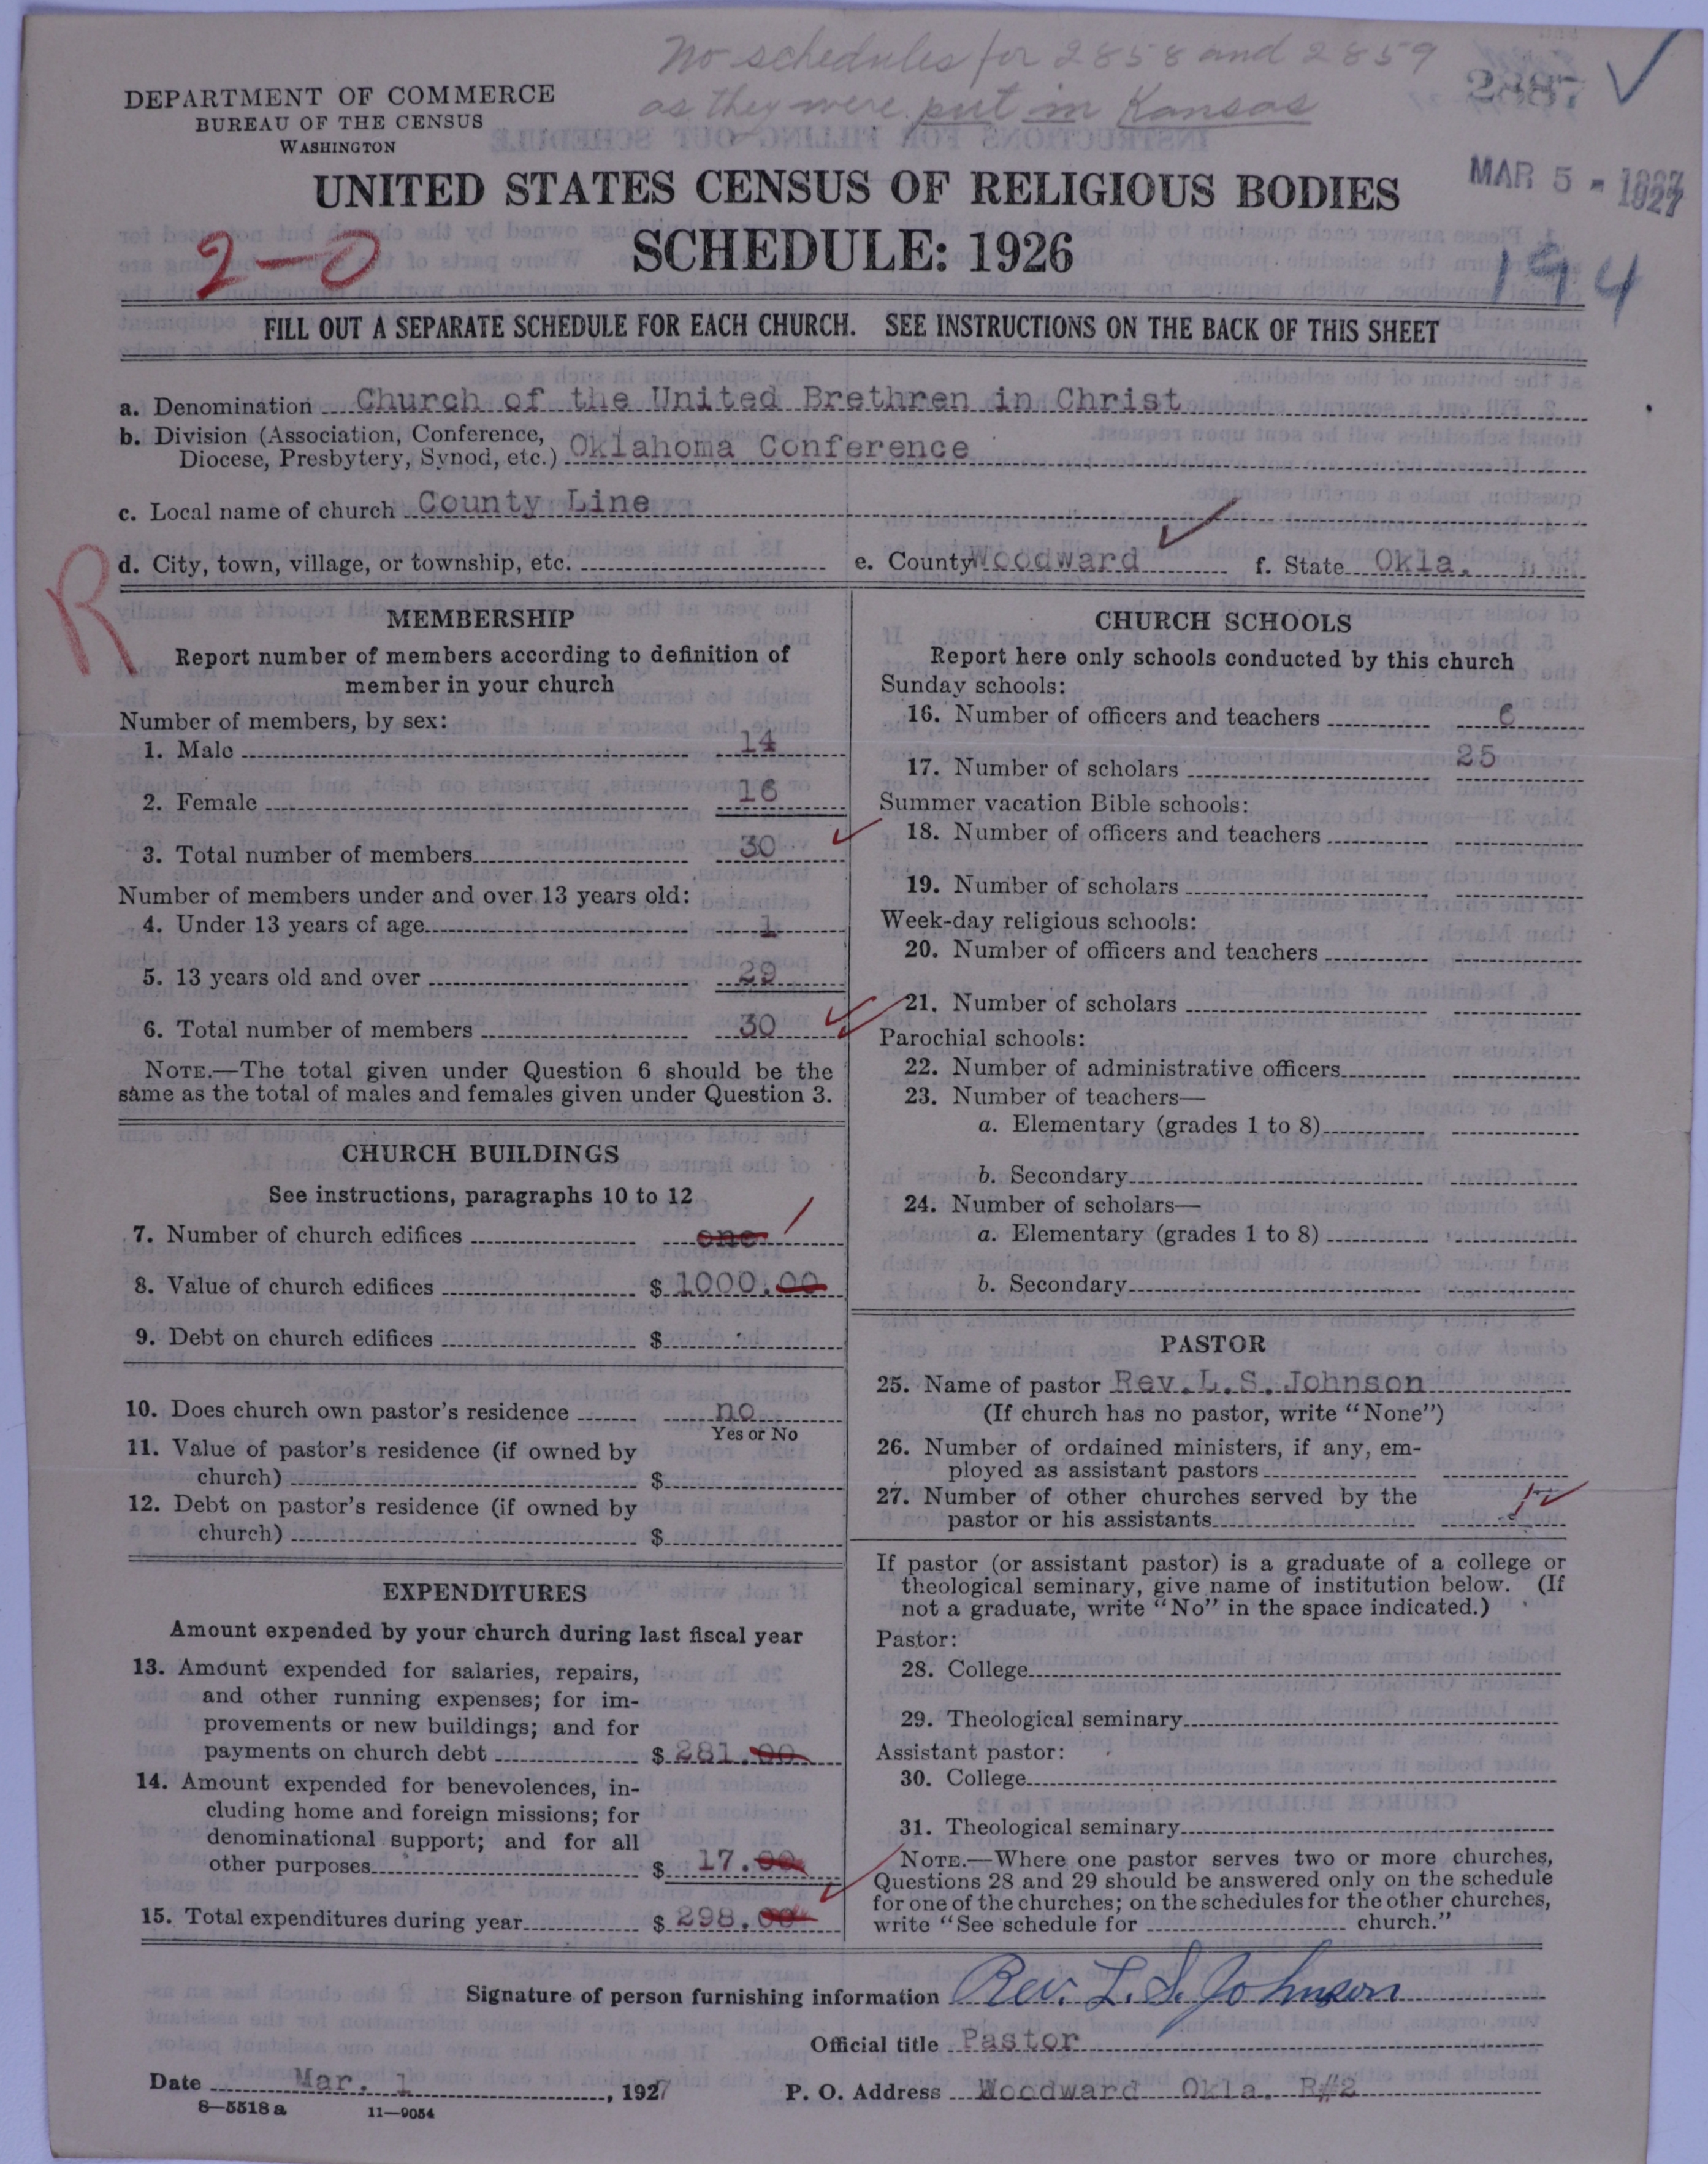 No schedules for 2858 and 2859
as they were put in Kansas
DEPARTMENT OF COMMERCE
BUREAU OF THE CENSUS
WASHINGTON
MAR 5 - 1927
UNITED STATES CENSUS OF RELIGIOUS BODIES
SCHEDULE: 1926
2-0
194
FILL OUT A SEPARATE SCHEDULE FOR EACH CHURCH. SEE INSTRUCTIONS ON THE BACK OF THIS SHEET
a. Denomination Church of the United Brethren in Christ
b. Division (Association, Conference,
Diocese, Presbytery, Synod, etc.) Oklahoma Conference
c. Local name of church County Line
R
d. City, town, village, or township, etc. e. County Woodward f. State Okla.
MEMBERSHIP
Report number of members according to definition of
member in your church
Number of members, by sex:
1. Male 14
2. Female 16
3. Total number of members 30
Number of members under and over 13 years old:
4. Under 13 years of age 1
5. 13 years old and over 29
6. Total number of members 30
NOTE.—The total given under Question 6 should be the
same as the total of males and females given under Question 3.
CHURCH BUILDINGS
See instructions, paragraphs 10 to 12
7. Number of church edifices one 1
8. Value of church edifices $ 1000.00
9. Debt on church edifices $
10. Does church own pastor's residence no
Yes or No
11. Value of pastor's residence (if owned by
church) $
12. Debt on pastor's residence (if owned by
church) $
EXPENDITURES
Amount expended by your church during last fiscal year
13. Amount expended for salaries, repairs,
and other running expenses; for im-
provements or new buildings; and for
payments on church debt $ 281.00
14. Amount expended for benevolences, in-
cluding home and foreign missions; for
denominational support; and for all
other purposes $ 17.00
15. Total expenditures during year $ 298.00
CHURCH SCHOOLS
Report here only schools conducted by this church
Sunday schools:
16. Number of officers and teachers 6
17. Number of scholars 25
Summer vacation Bible schools:
18. Number of officers and teachers
19. Number of scholars
Week-day religious schools:
20. Number of officers and teachers
21. Number of scholars
Parochial schools:
22. Number of administrative officers
23. Number of teachers—
a. Elementary (grades 1 to 8)
b. Secondary
24. Number of scholars—
a. Elementary (grades 1 to 8)
b. Secondary
PASTOR
25. Name of pastor Rev.L.S.Johnson
(If church has no pastor, write "None")
26. Number of ordained ministers, if any, em-
ployed as assistant pastors
27. Number of other churches served by the
pastor or his assistants
If pastor (or assistant pastor) is a graduate of a college or
theological seminary, give name of institution below. (If
not a graduate, write "No" in the space indicated.)
Pastor:
28. College
29. Theological seminary
Assistant pastor:
30. College
31. Theological seminary
NOTE.—Where one pastor serves two or more churches,
Questions 28 and 29 should be answered only on the schedule
for one of the churches; on the schedules for the other churches,
write "See schedule for church."
Signature of person furnishing information Rev. L. S. Johnson
Official title Pastor
Date Mar. 1, 1927 P. O. Address Woodward Okla. R#2
8-5518 a 11-9054